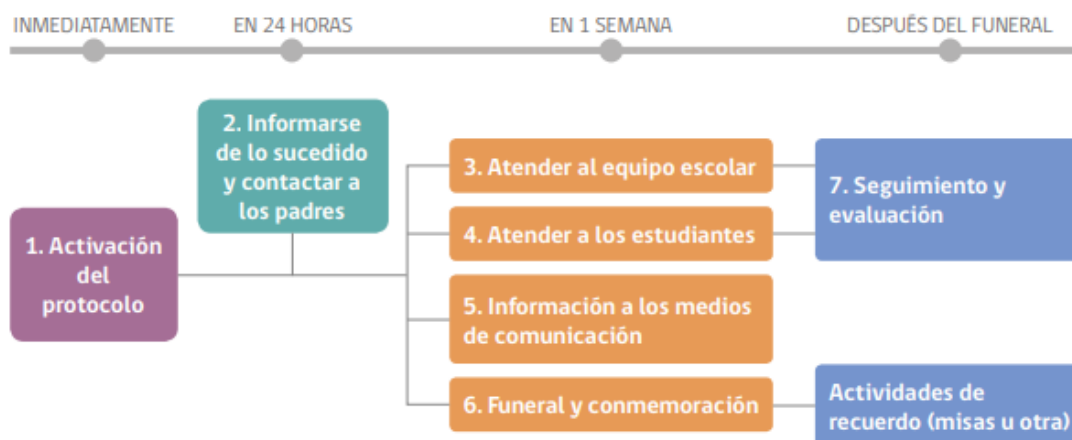 INMEDIATAMENTE
EN 24 HORAS
EN 1 SEMANA
DESPUÉS DEL FUNERAL
1. Activación
del
protocolo
2. Informarse
de lo sucedido
y contactar a
los padres
3. Atender al equipo escolar
4. Atender a los estudiantes
5. Información a los medios
de comunicación
6. Funeral y conmemoración
7. Seguimiento y
evaluación
Actividades de
recuerdo (misas u otra)